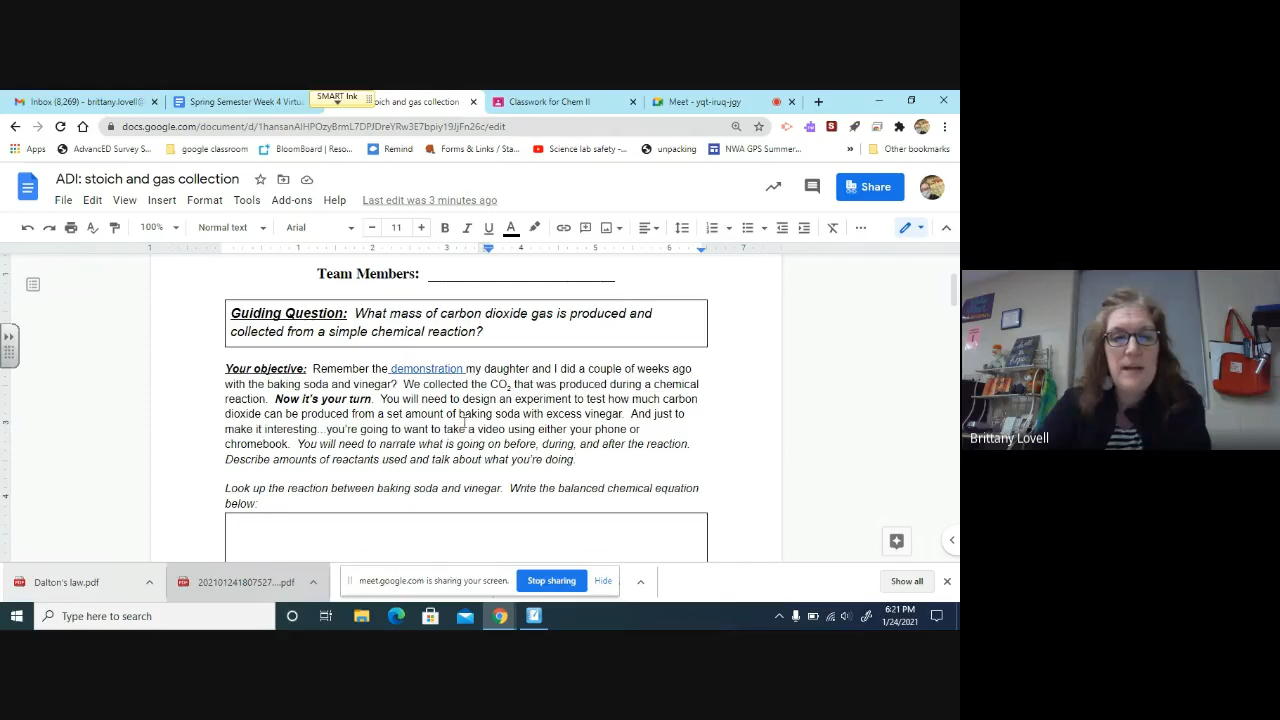 SMART Ink
Inbox (8,269) - brittany.lovell@
Spring Semester Week 4 Virtu
oich and gas collection
Classwork for Chem II
Meet - yqt-iruq-jgy
docs.google.com/document/d/1hansanAIHPOzyBmL7DPJDreYRw3E7bpiy19JjFn26c/edit
Apps
AdvancED Survey S...
google classroom
BloomBoard | Reso...
Remind
Forms & Links / Sta...
Science lab safety -...
unpacking
NWA GPS Summer...
»
Other bookmarks
ADI: stoich and gas collection
Share
File Edit View Insert Format Tools Add-ons Help Last edit was 3 minutes ago
100% Normal text Arial 11 B I U A
1 1 2 3 4 5 6 7
Team Members:
Guiding Question: What mass of carbon dioxide gas is produced and
collected from a simple chemical reaction?
Your objective: Remember the demonstration my daughter and I did a couple of weeks ago
with the baking soda and vinegar? We collected the CO₂ that was produced during a chemical
reaction. Now it's your turn. You will need to design an experiment to test how much carbon
dioxide can be produced from a set amount of baking soda with excess vinegar. And just to
make it interesting...you're going to want to take a video using either your phone or
chromebook. You will need to narrate what is going on before, during, and after the reaction.
Describe amounts of reactants used and talk about what you're doing.
Look up the reaction between baking soda and vinegar. Write the balanced chemical equation
below:
Brittany Lovell
Dalton's law.pdf
202101241807527....pdf
meet.google.com is sharing your screen.
Stop sharing
Hide
Show all
Type here to search
6:21 PM
1/24/2021